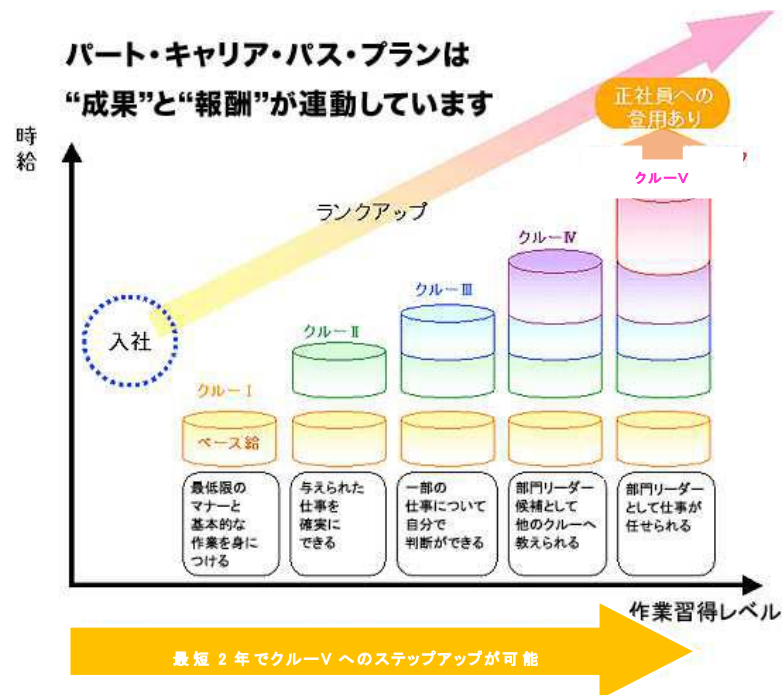 パート・キャリア・パス・プランは
“成果”と“報酬”が連動しています
正社員への
登用あり
時
給
クルーⅤ
ランクアップ
クルーⅣ
クルーⅢ
クルーⅡ
入社
クルーⅠ
ベース給
最低限の
マナーと
基本的な
作業を身に
つける
与えられた
仕事を
確実に
できる
一部の
仕事について
自分で
判断ができる
部門リーダー
候補として
他のクルーへ
教えられる
部門リーダー
として仕事が
任せられる
作業習得レベル
最短2年でクルーⅤへのステップアップが可能